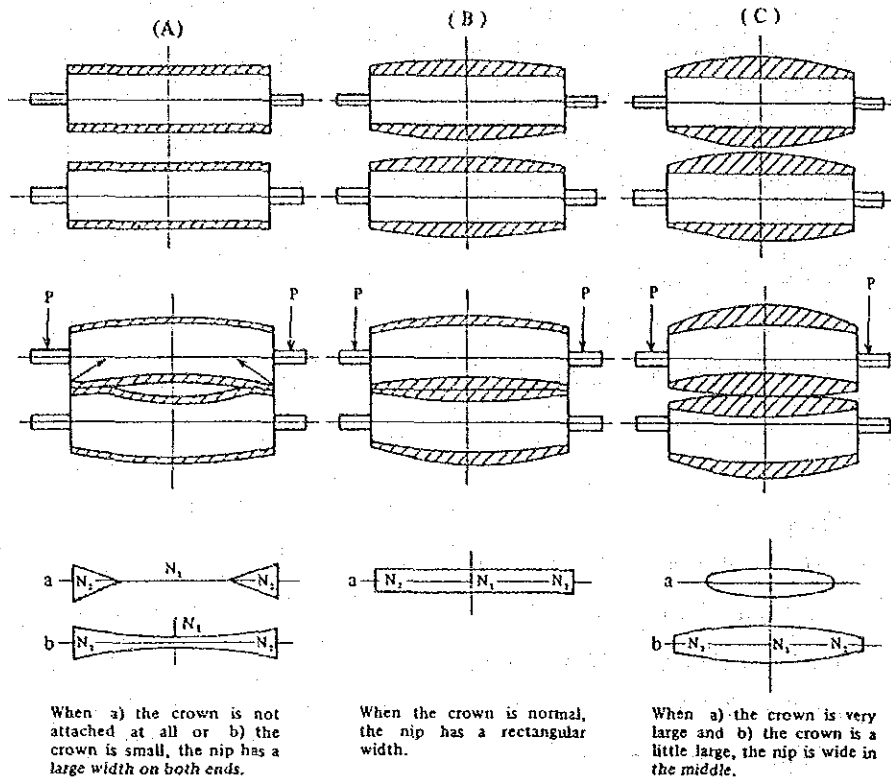 (A)
(B)
(C)
P
P
P
P
P
P
a
N₂
N₁
N₂
b
N₂
N₁
N₂
a
N₂
N₁
N₂
a
b
N₂
N₁
N₂
When a) the crown is not
attached at all or b) the
crown is small, the nip has a
large width on both ends.
When the crown is normal,
the nip has a rectangular
width.
When a) the crown is very
large and b) the crown is a
little large, the nip is wide in
the middle.